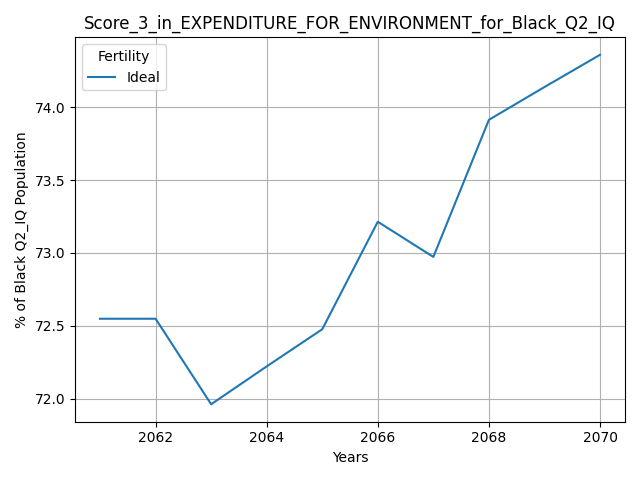 Score_3_in_EXPENDITURE_FOR_ENVIRONMENT_for_Black_Q2_IQ
Fertility
Ideal
% of Black Q2_IQ Population
74.0
73.5
73.0
72.5
72.0
2062 2064 2066 2068 2070
Years